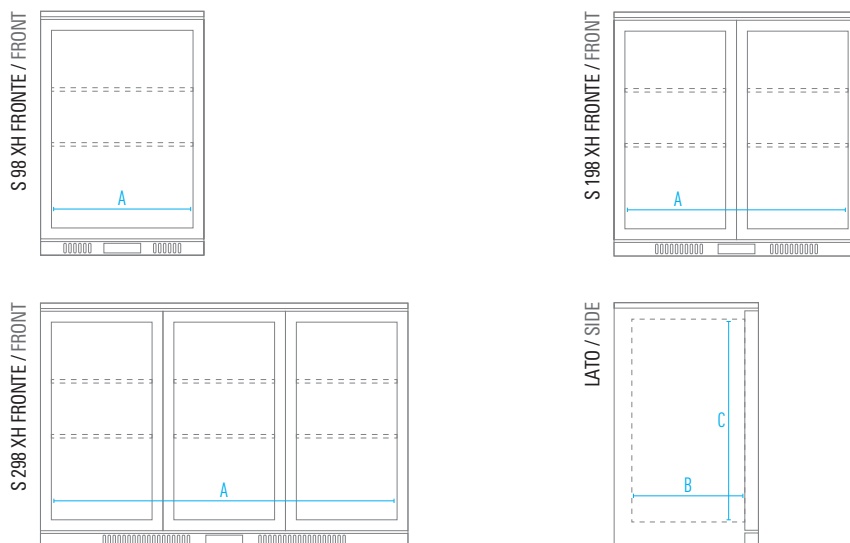 S 98 XH FRONTE / FRONT
A
S 198 XH FRONTE / FRONT
A
S 298 XH FRONTE / FRONT
A
LATO / SIDE
C
B